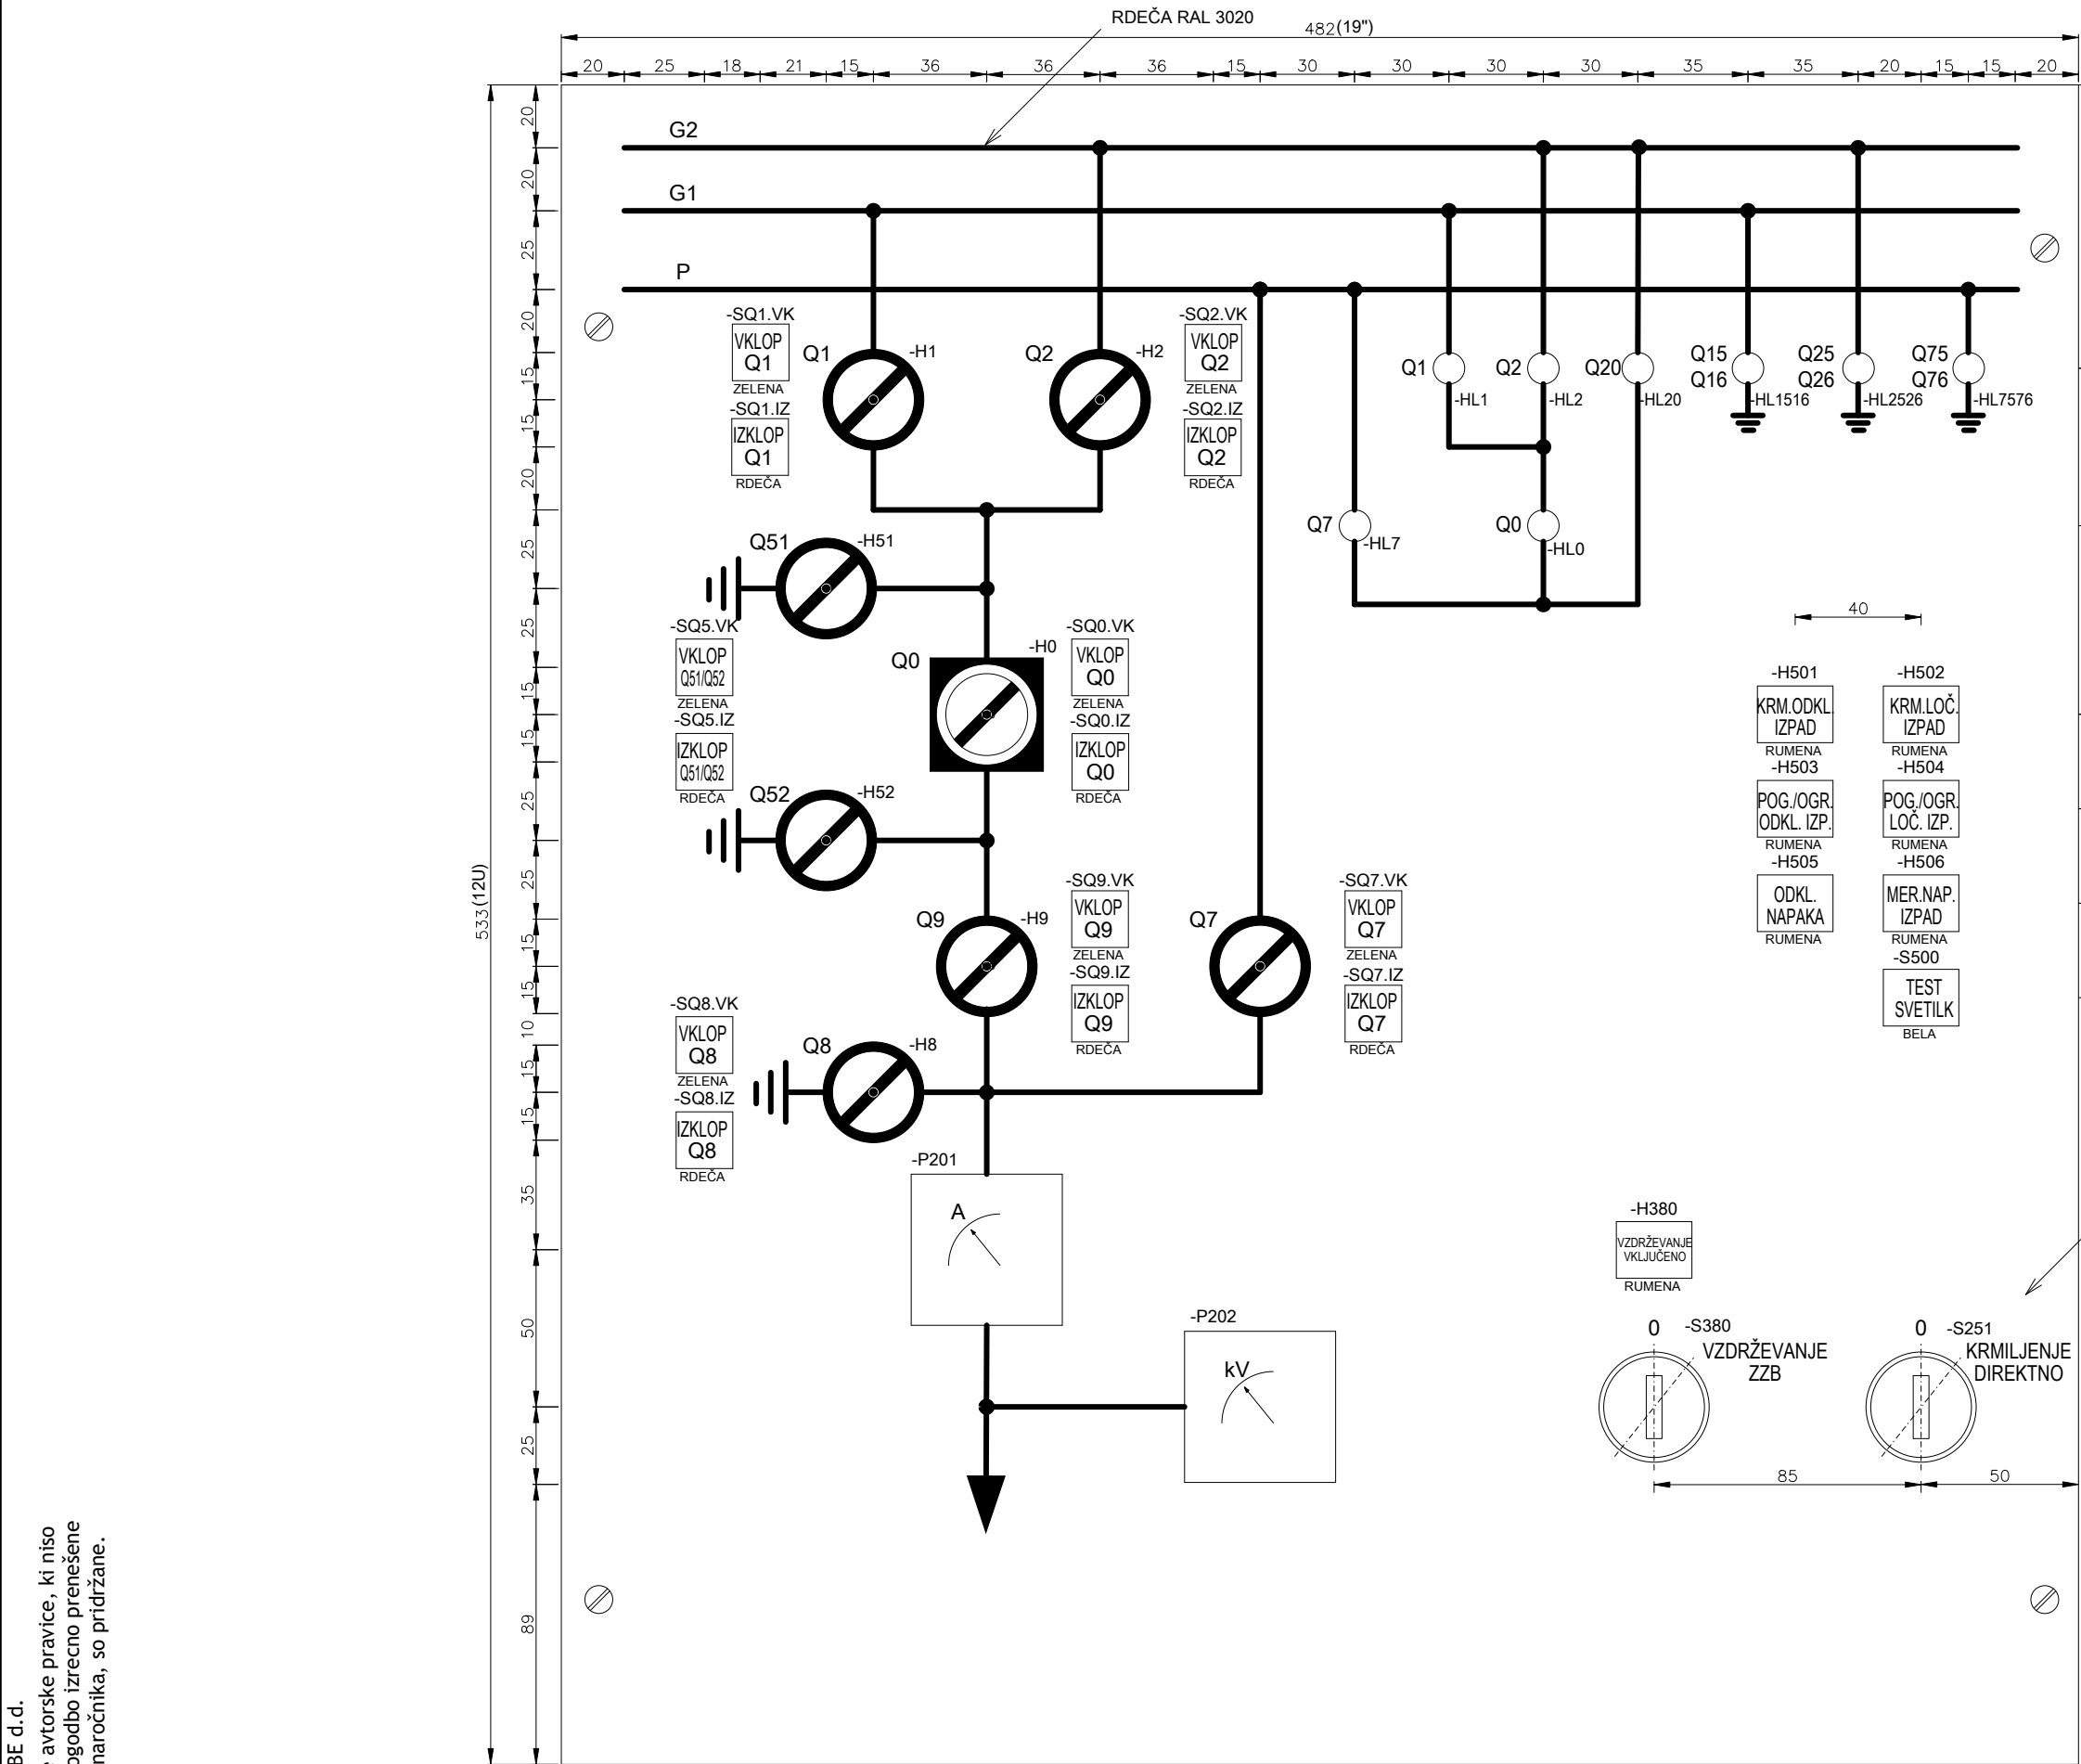 RDEČA RAL 3020
482(19")
20 25 18 21 15 36 36 36 15 30 30 30 30 35 35 20 15 15 20
533(12U)
20
20
25
20
15
15
20
25
25
15
15
25
25
15
15
10
15
15
35
50
25
89
G2
G1
P
-SQ1.VK
VKLOP
Q1
ZELENA
-SQ1.IZ
IZKLOP
Q1
RDEČA
Q1
-H1
Q2
-H2
-SQ2.VK
VKLOP
Q2
ZELENA
-SQ2.IZ
IZKLOP
Q2
RDEČA
Q1
-HL1
Q2
-HL2
Q20
-HL20
Q15
Q16
-HL1516
Q25
Q26
-HL2526
Q75
Q76
-HL7576
Q7
-HL7
Q0
-HL0
Q51
-H51
-SQ5.VK
VKLOP
Q51/Q52
ZELENA
-SQ5.IZ
IZKLOP
Q51/Q52
RDEČA
Q0
-H0
-SQ0.VK
VKLOP
Q0
ZELENA
-SQ0.IZ
IZKLOP
Q0
RDEČA
Q52
-H52
40
-H501
KRM.ODKL.
IZPAD
RUMENA
-H502
KRM.LOČ.
IZPAD
RUMENA
-H503
POG./OGR.
ODKL. IZP.
RUMENA
-H504
POG./OGR.
LOČ. IZP.
RUMENA
-H505
ODKL.
NAPAKA
RUMENA
-H506
MER.NAP.
IZPAD
RUMENA
-S500
TEST
SVETILK
BELA
Q9
-H9
-SQ9.VK
VKLOP
Q9
ZELENA
-SQ9.IZ
IZKLOP
Q9
RDEČA
Q7
-SQ7.VK
VKLOP
Q7
ZELENA
-SQ7.IZ
IZKLOP
Q7
RDEČA
-SQ8.VK
VKLOP
Q8
ZELENA
-SQ8.IZ
IZKLOP
Q8
RDEČA
Q8
-H8
-P201
A
-P202
kV
-H380
VZDRŽEVANJE
VKLJUČENO
RUMENA
0
-S380
VZDRŽEVANJE
ZZB
0
-S251
KRMILJENJE
DIREKTNO
85
50
BE d.d.
avtorske pravice, ki niso
ogodbo izrecno prenešene
naročnika, so pridržane.